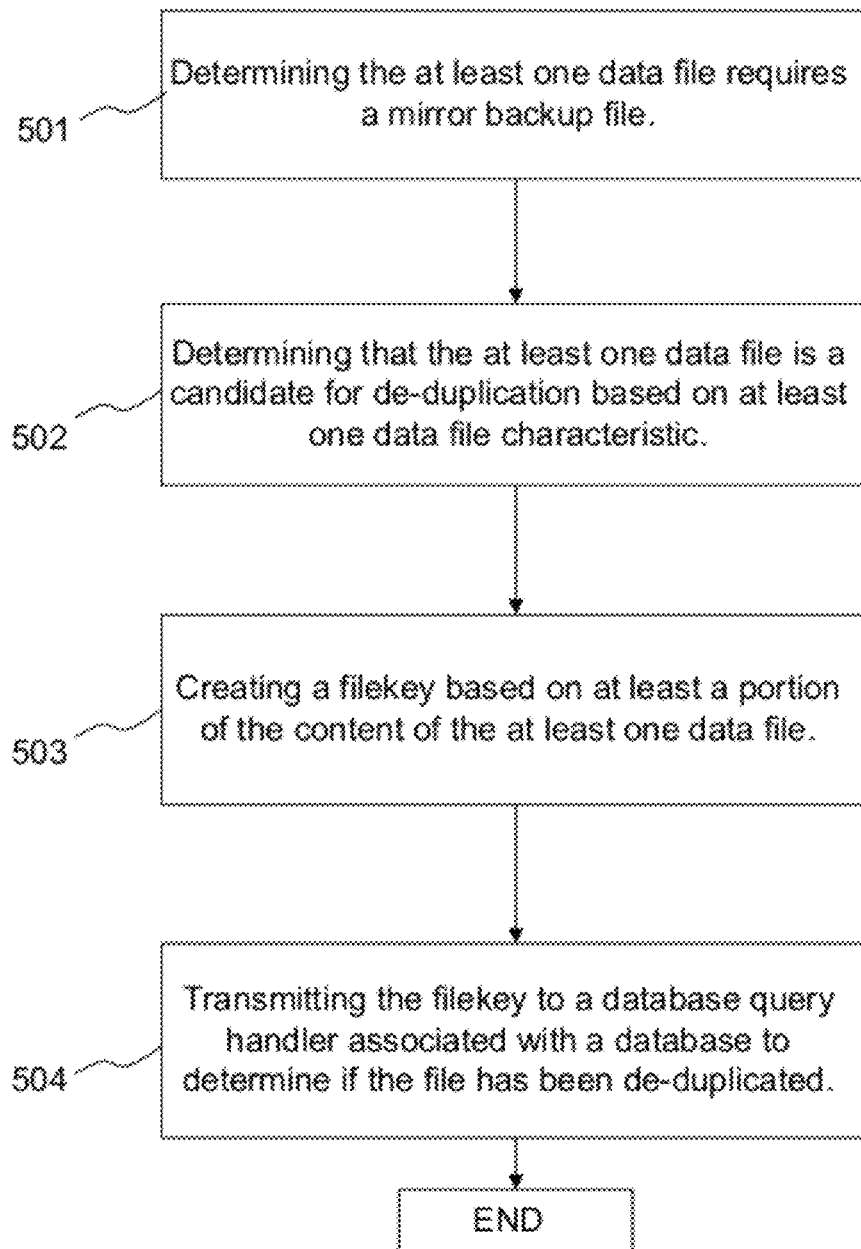 Determining the at least one data file requires
a mirror backup file.
501
Determining that the at least one data file is a
candidate for de-duplication based on at least
one data file characteristic.
502
Creating a filekey based on at least a portion
of the content of the at least one data file.
503
Transmitting the filekey to a database query
handler associated with a database to
determine if the file has been de-duplicated.
504
END